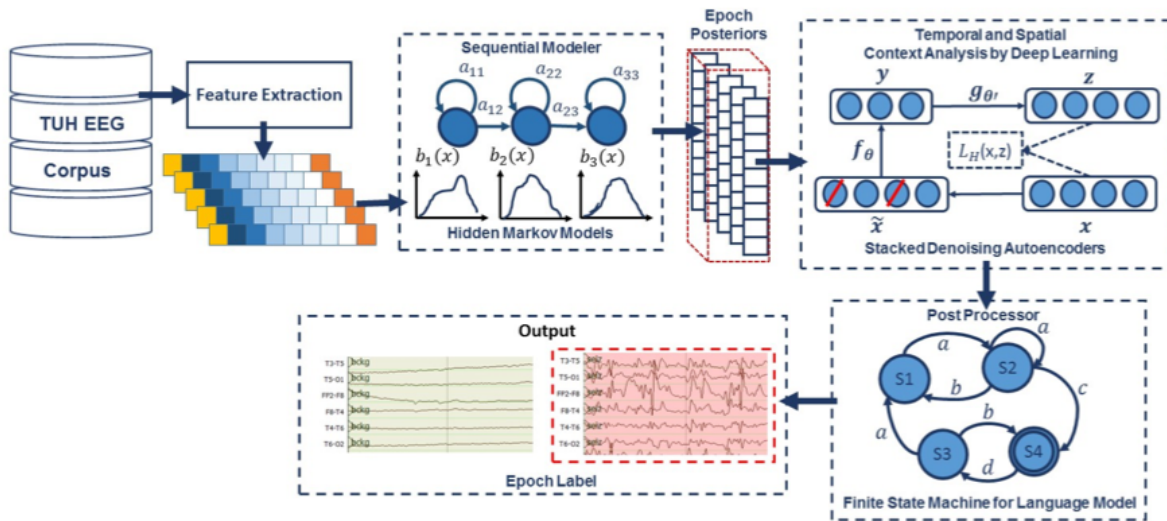 TUH EEG
Corpus
Feature Extraction
Sequential Modeler
a₁₁
a₂₂
a₃₃
a₁₂
a₂₃
b₁(x)
b₂(x)
b₃(x)
Hidden Markov Models
Epoch
Posteriors
Temporal and Spatial
Context Analysis by Deep Learning
y
z
g_θ′
f_θ
L_H(x,z)
x̃
x
Stacked Denoising Autoencoders
Post Processor
a
a
S1
S2
b
c
b
a
S3
S4
d
Finite State Machine for Language Model
Output
T3-T5 bckg
T5-O1 bckg
FP2-F8 bckg
F8-T4 bckg
T4-T6 bckg
T6-O2 bckg
T3-T5
T5-O1
FP2-F8
F8-T4
T4-T6
T6-O2
Epoch Label